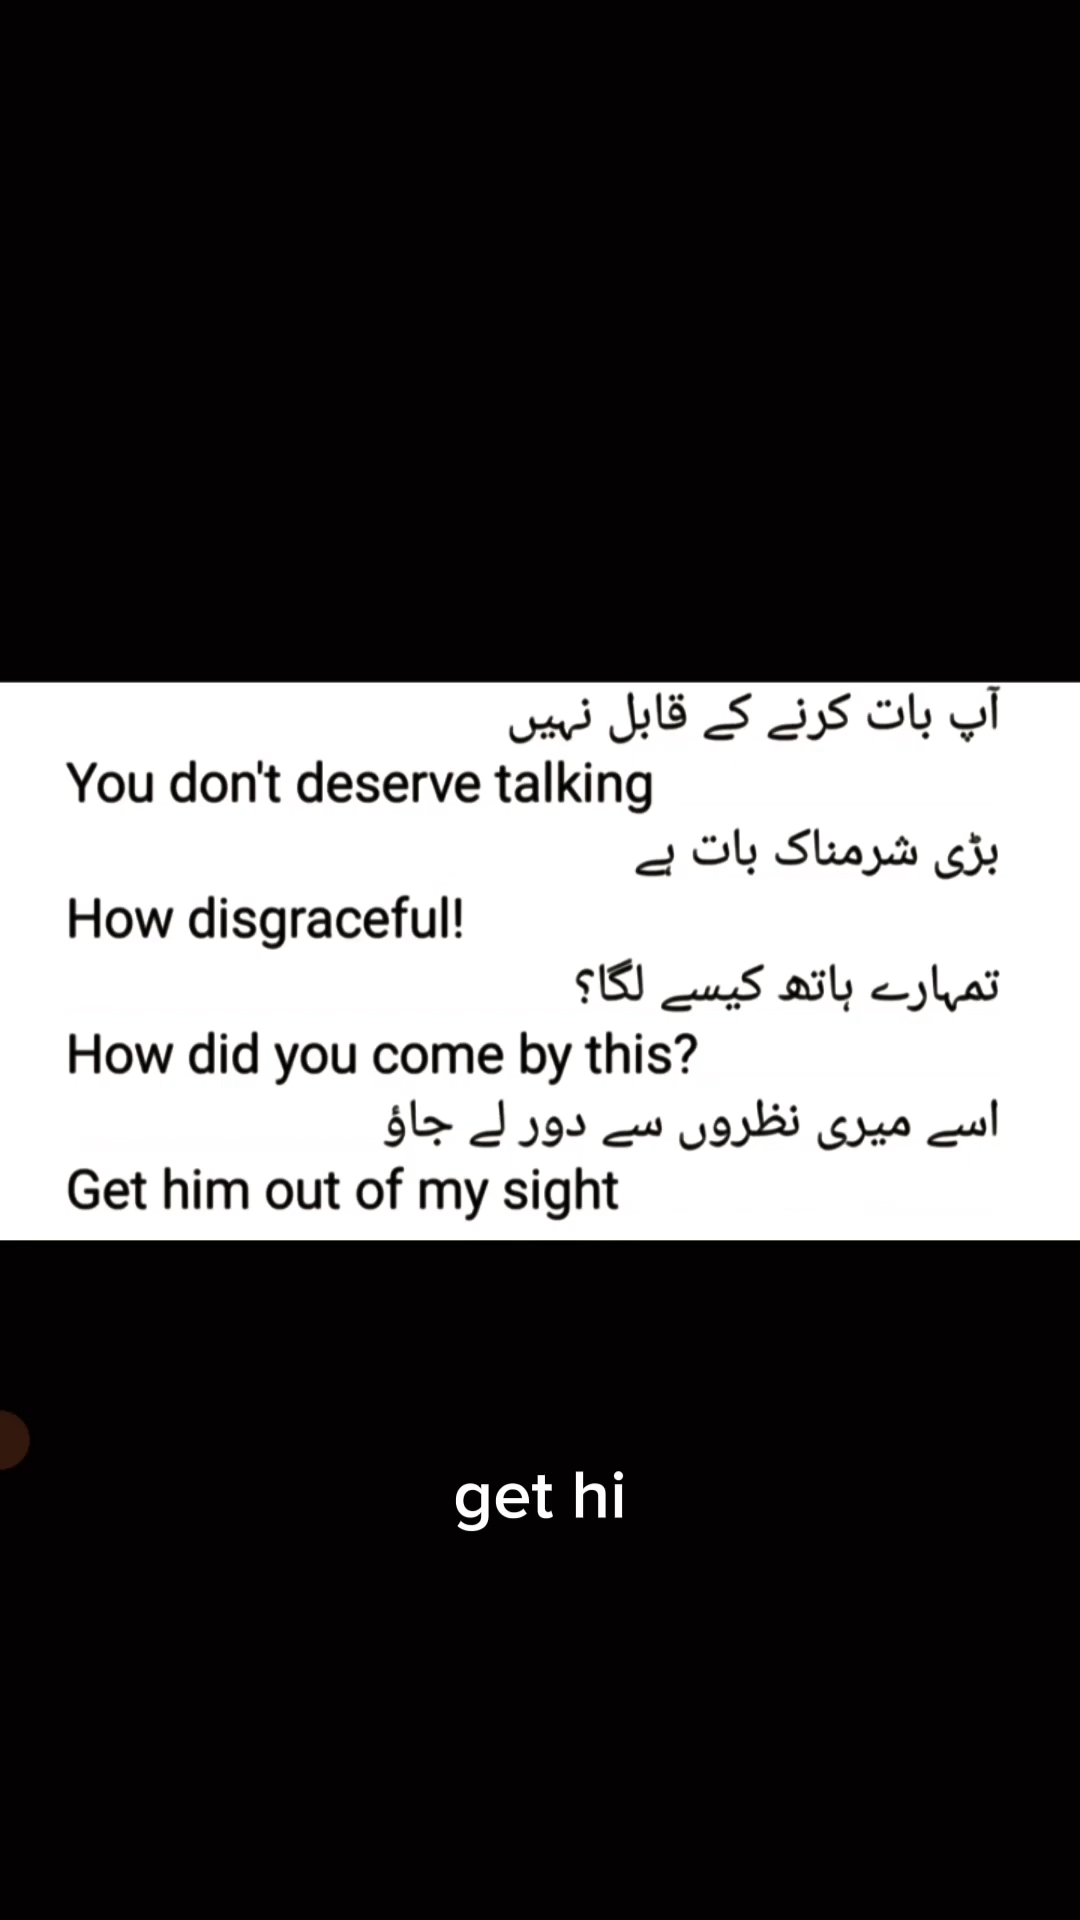 آپ بات کرنے کے قابل نہیں
You don't deserve talking
بڑی شرمناک بات ہے
How disgraceful!
تمہارے ہاتھ کیسے لگا؟
How did you come by this?
اسے میری نظروں سے دور لے جاؤ
Get him out of my sight
get hi